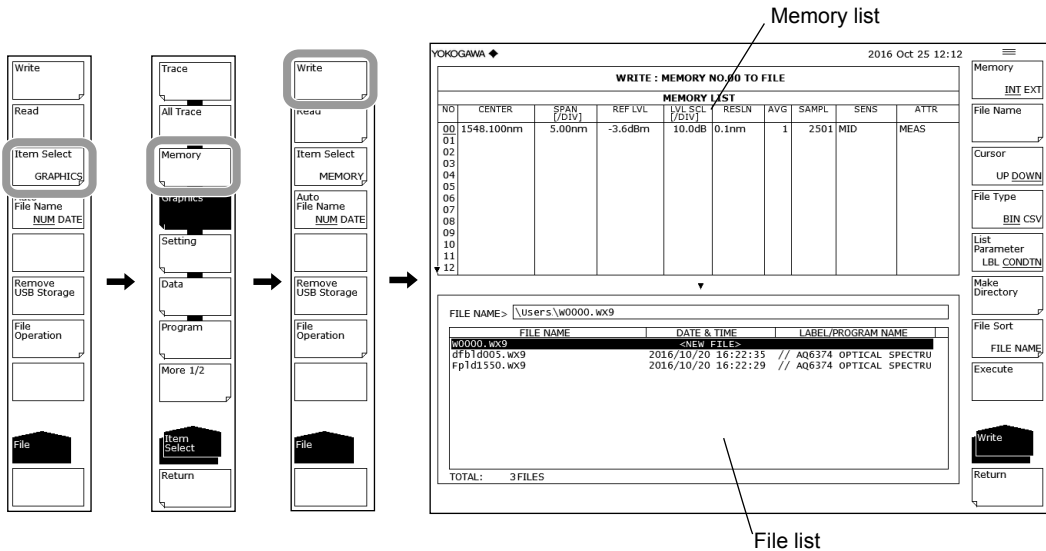 Memory list
Write
Read
Item Select
GRAPHICS
Auto
File Name
NUM DATE
Remove
USB Storage
File
Operation
File
Trace
All Trace
Memory
Graphics
Setting
Data
Program
More 1/2
Item
Select
Return
Write
Read
Item Select
MEMORY
Auto
File Name
NUM DATE
Remove
USB Storage
File
Operation
File
YOKOGAWA ◆ 2016 Oct 25 12:12
WRITE : MEMORY NO.00 TO FILE
MEMORY LIST
NO CENTER SPAN [/DIV] REF LVL LVL SCL [/DIV] RESLN AVG SAMPL SENS ATTR
00 1548.100nm 5.00nm -3.6dBm 10.0dB 0.1nm 1 2501 MID MEAS
01
02
03
04
05
06
07
08
09
10
11
12
FILE NAME> \Users\W0000.WX9
FILE NAME DATE & TIME LABEL/PROGRAM NAME
W0000.WX9 <NEW FILE>
dfbld005.WX9 2016/10/20 16:22:35 // AQ6374 OPTICAL SPECTRU
Fpld1550.WX9 2016/10/20 16:22:29 // AQ6374 OPTICAL SPECTRU
TOTAL: 3FILES
Memory
INT EXT
File Name
Cursor
UP DOWN
File Type
BIN CSV
List
Parameter
LBL CONDTN
Make
Directory
File Sort
FILE NAME
Execute
Write
Return
File list